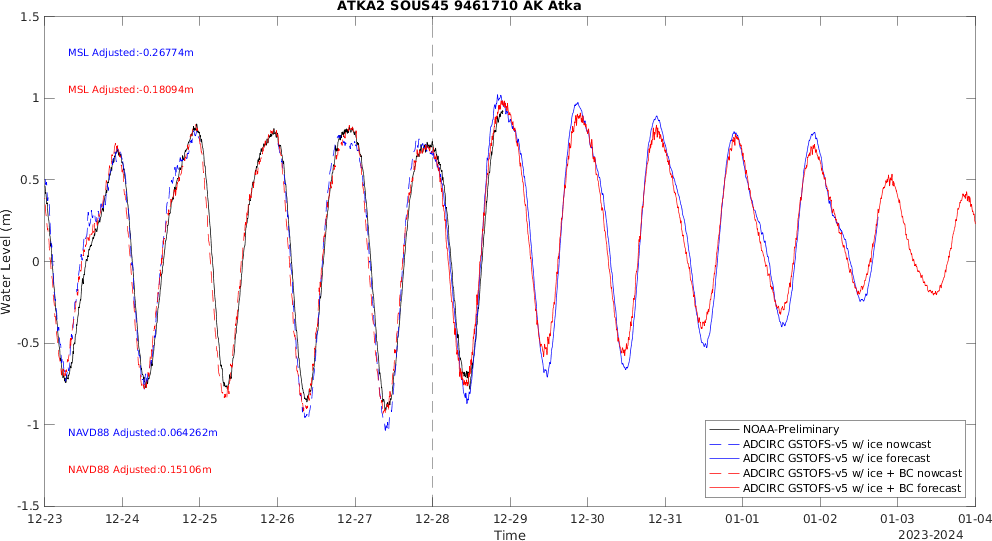 ATKA2 SOUS45 9461710 AK Atka
1.5
1
0.5
0
-0.5
-1
-1.5
Water Level (m)
MSL Adjusted:-0.26774m
MSL Adjusted:-0.18094m
NAVD88 Adjusted:0.064262m
NAVD88 Adjusted:0.15106m
NOAA-Preliminary
ADCIRC GSTOFS-v5 w/ ice nowcast
ADCIRC GSTOFS-v5 w/ ice forecast
ADCIRC GSTOFS-v5 w/ ice + BC nowcast
ADCIRC GSTOFS-v5 w/ ice + BC forecast
12-23 12-24 12-25 12-26 12-27 12-28 12-29 12-30 12-31 01-01 01-02 01-03 01-04
Time
2023-2024